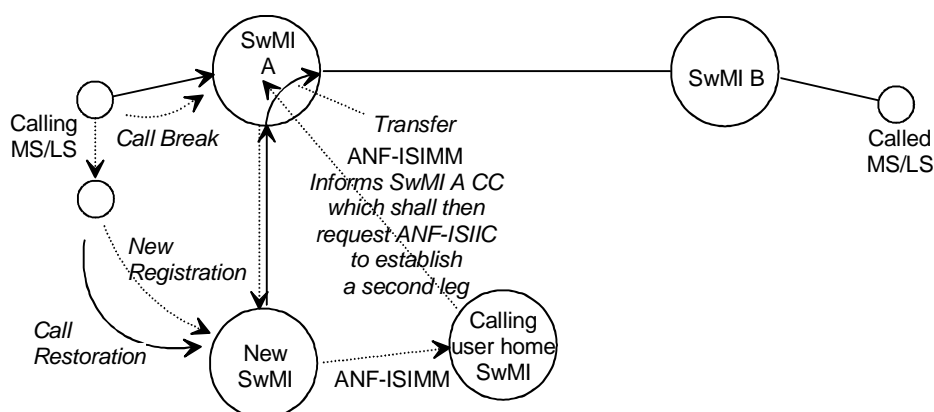 SwMI
A
SwMI B
Calling
MS/LS
Call Break
Transfer
Called
MS/LS
ANF-ISIMM
Informs SwMI A CC
which shall then
request ANF-ISIIC
to establish
a second leg
New
Registration
Call
Restoration
New
SwMI
ANF-ISIMM
Calling
user home
SwMI